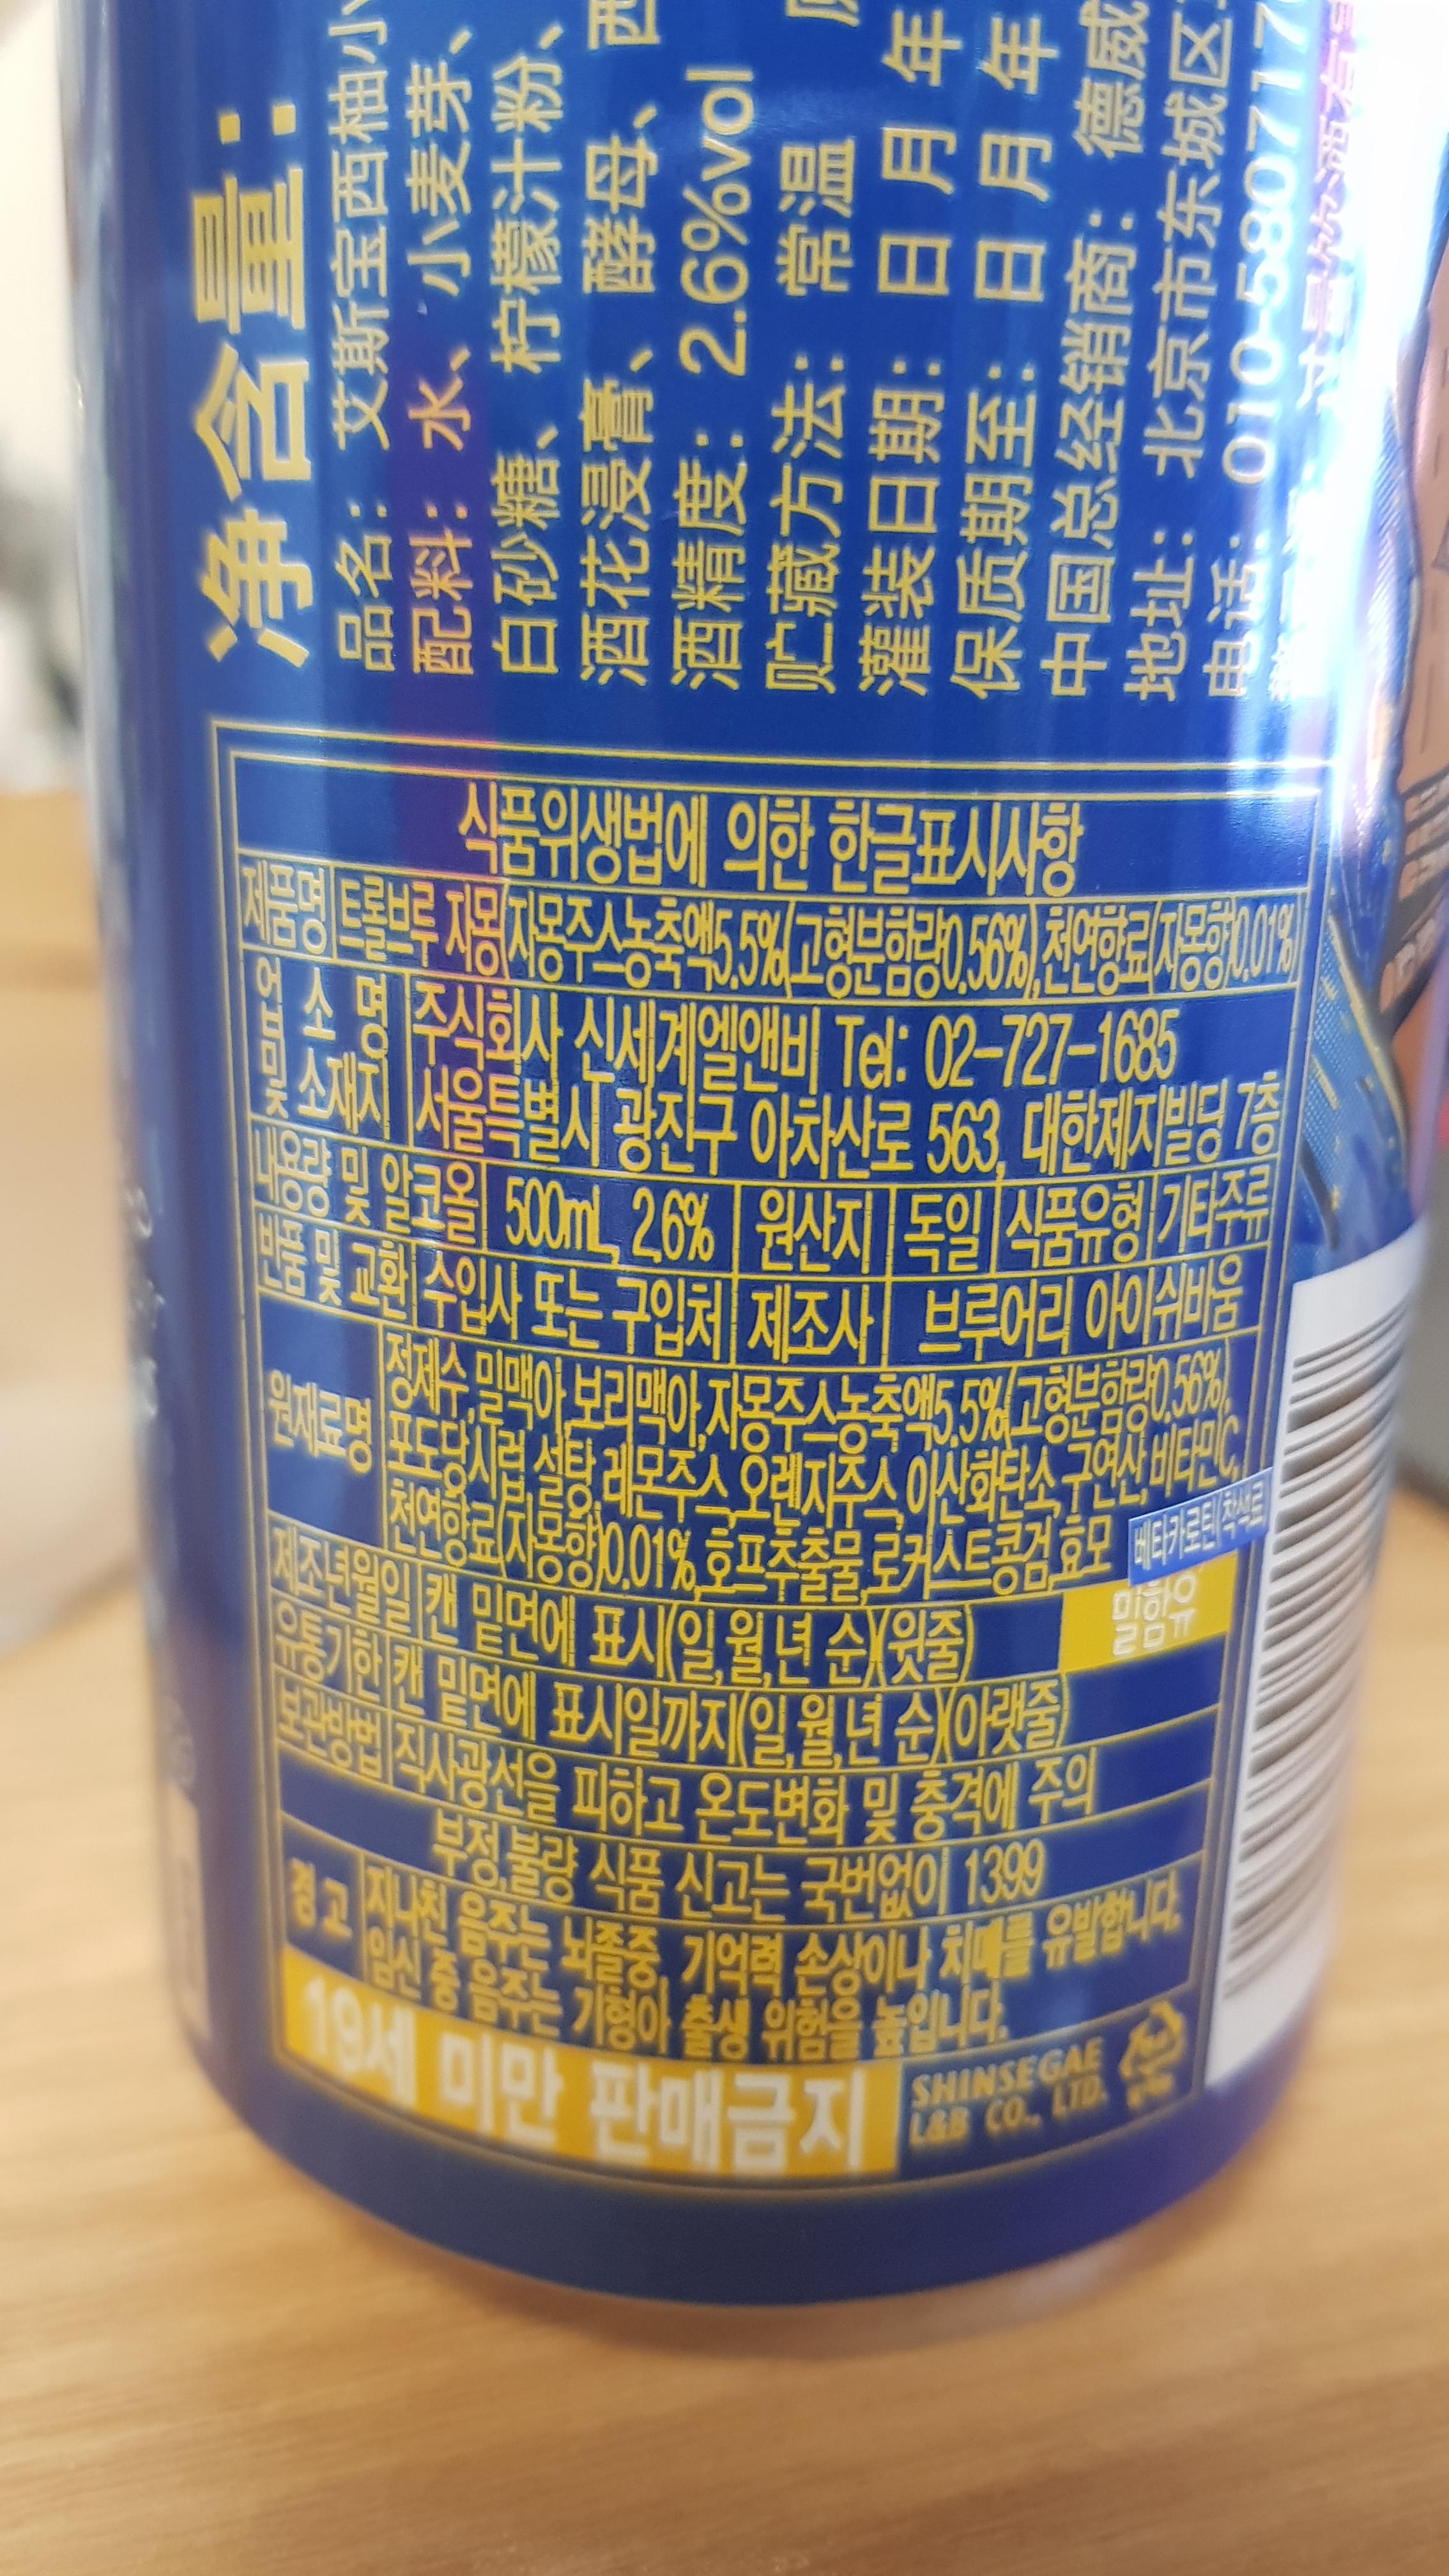 净含量：
品名：艾斯宝西柚小
配料：水、小麦芽、
白砂糖、柠檬汁粉、
酒花浸膏、酵母、西
酒精度：2.6%vol
贮藏方法：常温
灌装日期：日 月 年
保质期至：日 月 年
中国总经销商：德威
地址：北京市东城区
电话：010-5807170
식품위생법에 의한 한글표시사항
제품명 트롤브루 자몽(자몽주스농축액5.5%(고형분함량0.56%),천연향료(자몽향)0.01%)
업 소 명 주식회사 신세계엘앤비 Tel: 02-727-1685
및 소재지 서울특별시 광진구 아차산로 563, 대한제지빌딩 7층
내용량 및 알코올 500mL, 2.6% 원산지 독일 식품유형 기타주류
반품 및 교환 수입사 또는 구입처 제조사 브루어리 아이쉬바움
원재료명 정제수,밀맥아,보리맥아,자몽주스농축액5.5%(고형분함량0.56%),
포도당시럽,설탕,레몬주스,오렌지주스,이산화탄소,구연산,비타민C,
천연향료(자몽향)0.01%,호프추출물,로커스트콩검,효모 베타카로틴 착색료
밀함유
제조년월일 캔 밑면에 표시(일,월,년 순)(윗줄)
유통기한 캔 밑면에 표시일까지(일,월,년 순)(아랫줄)
보관방법 직사광선을 피하고 온도변화 및 충격에 주의
부정,불량 식품 신고는 국번없이 1399
경 고 지나친 음주는 뇌졸중, 기억력 손상이나 치매를 유발합니다.
임신 중 음주는 기형아 출생 위험을 높입니다.
19세 미만 판매금지
SHINSEGAE
L&B CO., LTD.